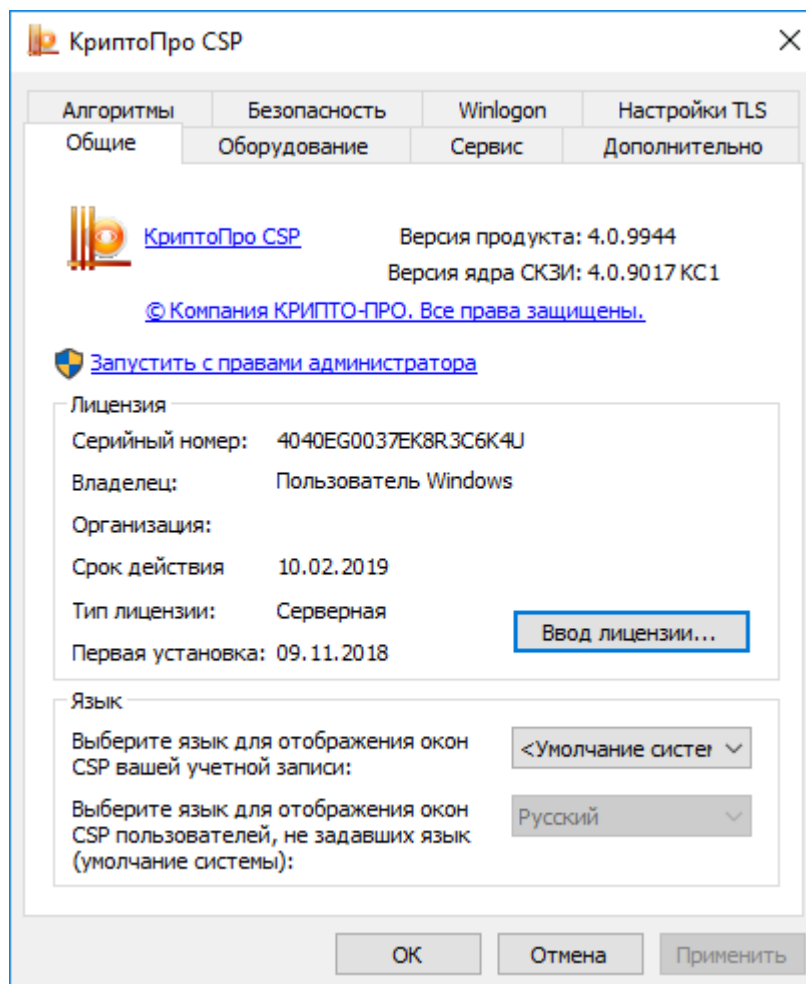 КриптоПро CSP
Алгоритмы Безопасность Winlogon Настройки TLS
Общие Оборудование Сервис Дополнительно
КриптоПро CSP Версия продукта: 4.0.9944
Версия ядра СКЗИ: 4.0.9017 КС1
© Компания КРИПТО-ПРО. Все права защищены.
Запустить с правами администратора
Лицензия
Серийный номер: 4040EG0037EK8R3C6K4U
Владелец: Пользователь Windows
Организация:
Срок действия 10.02.2019
Тип лицензии: Серверная
Ввод лицензии...
Первая установка: 09.11.2018
Язык
Выберите язык для отображения окон
CSP вашей учетной записи:
<Умолчание систем
Выберите язык для отображения окон
CSP пользователей, не задавших язык
(умолчание системы):
Русский
ОК Отмена Применить